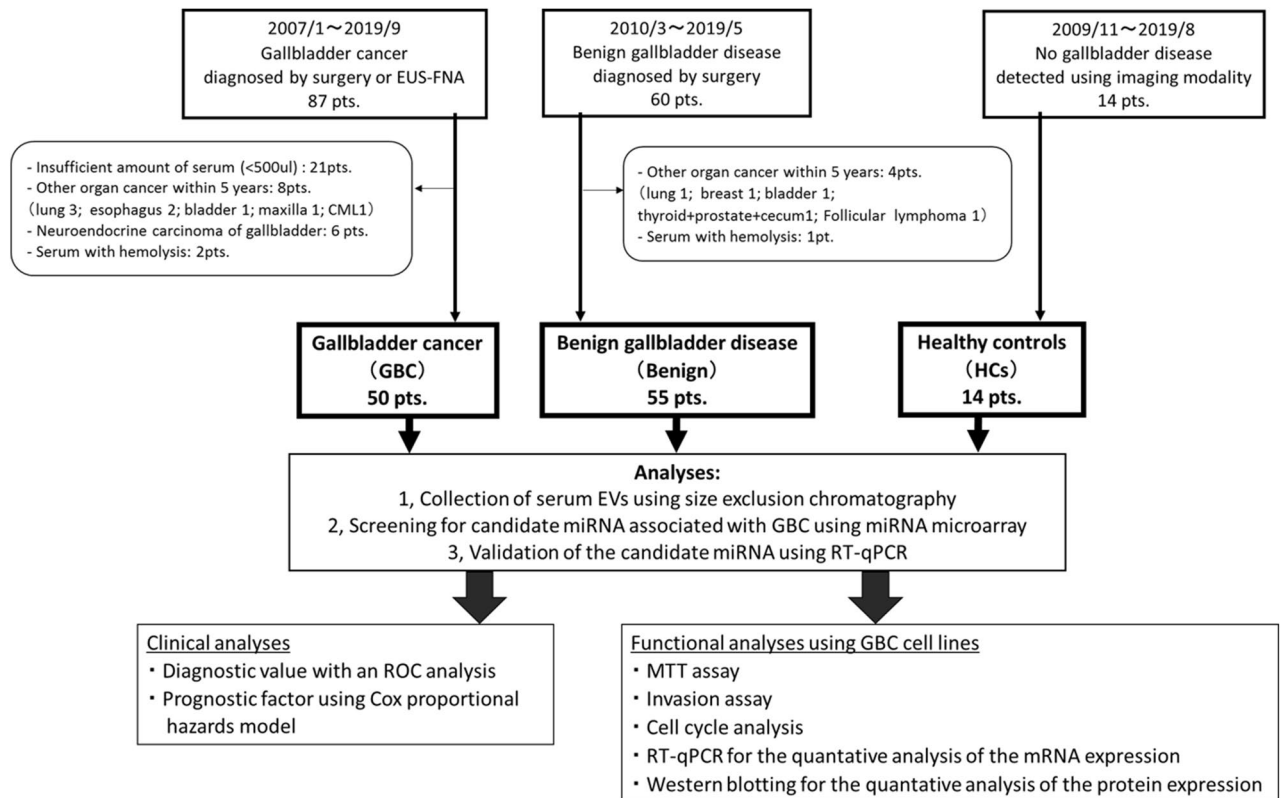 2007/1～2019/9
Gallbladder cancer
diagnosed by surgery or EUS-FNA
87 pts.
2010/3～2019/5
Benign gallbladder disease
diagnosed by surgery
60 pts.
2009/11～2019/8
No gallbladder disease
detected using imaging modality
14 pts.
- Insufficient amount of serum (<500ul) : 21pts.
- Other organ cancer within 5 years: 8pts.
（lung 3; esophagus 2; bladder 1; maxilla 1; CML1）
- Neuroendocrine carcinoma of gallbladder: 6 pts.
- Serum with hemolysis: 2pts.
- Other organ cancer within 5 years: 4pts.
（lung 1; breast 1; bladder 1;
thyroid+prostate+cecum1; Follicular lymphoma 1）
- Serum with hemolysis: 1pt.
Gallbladder cancer
（GBC）
50 pts.
Benign gallbladder disease
（Benign）
55 pts.
Healthy controls
（HCs）
14 pts.
Analyses:
1, Collection of serum EVs using size exclusion chromatography
2, Screening for candidate miRNA associated with GBC using miRNA microarray
3, Validation of the candidate miRNA using RT-qPCR
Clinical analyses
・Diagnostic value with an ROC analysis
・Prognostic factor using Cox proportional
hazards model
Functional analyses using GBC cell lines
・MTT assay
・Invasion assay
・Cell cycle analysis
・RT-qPCR for the quantative analysis of the mRNA expression
・Western blotting for the quantative analysis of the protein expression